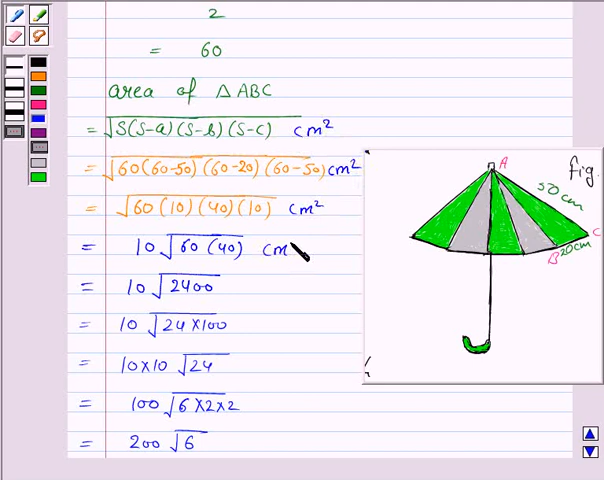 2
= 60
area of △ABC
= √S(S-a)(S-b)(S-c) cm²
= √60(60-50)(60-20)(60-50) cm²
= √60(10)(40)(10) cm²
= 10√60(40) cm
= 10√2400
= 10√24×100
= 10×10√24
= 100√6×2×2
= 200√6
fig.
A
50 cm
C
B 20cm